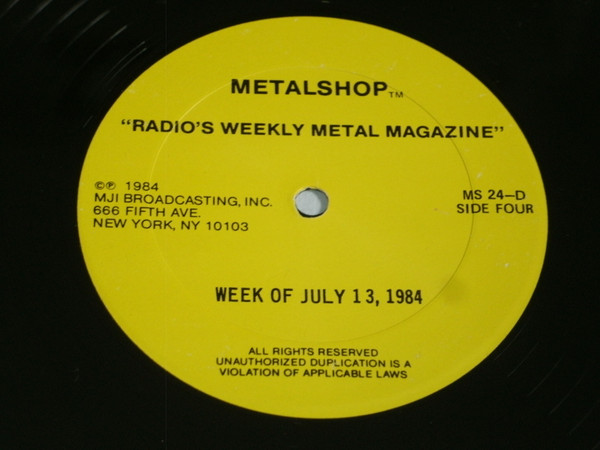 METALSHOP™
"RADIO'S WEEKLY METAL MAGAZINE"
©℗ 1984
MJI BROADCASTING, INC.
666 FIFTH AVE.
NEW YORK, NY 10103
MS 24-D
SIDE FOUR
WEEK OF JULY 13, 1984
ALL RIGHTS RESERVED
UNAUTHORIZED DUPLICATION IS A
VIOLATION OF APPLICABLE LAWS